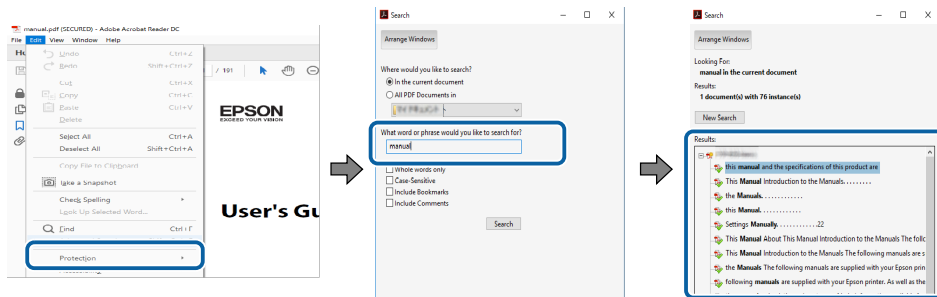 manual.pdf (SECURED) - Adobe Acrobat Reader DC
File Edit View Window Help
Undo Ctrl+Z
Redo Shift+Ctrl+Z
/ 191
Cut Ctrl+X
Copy Ctrl+C
Paste Ctrl+V
Delete
Select All Ctrl+A
Deselect All Shift+Ctrl+A
Copy File to Clipboard
Take a Snapshot
Check Spelling
Look Up Selected Word...
Find Ctrl+F
Protection
EPSON
EXCEED YOUR VISION
User's Gu
Search
Arrange Windows
Where would you like to search?
In the current document
All PDF Documents in
What word or phrase would you like to search for?
manual
Whole words only
Case-Sensitive
Include Bookmarks
Include Comments
Search
Search
Arrange Windows
Looking For:
manual in the current document
Results:
1 document(s) with 76 instance(s)
New Search
Results:
this manual and the specifications of this product are
This Manual Introduction to the Manuals. . . . . . . . .
the Manuals. . . . . . . . . . . . .
this Manual. . . . . . . . . . . . .
Settings Manually. . . . . . . . . . . . .22
This Manual About This Manual Introduction to the Manuals The follc
This Manual Introduction to the Manuals The following manuals are s
the Manuals The following manuals are supplied with your Epson prin
following manuals are supplied with your Epson printer. As well as the